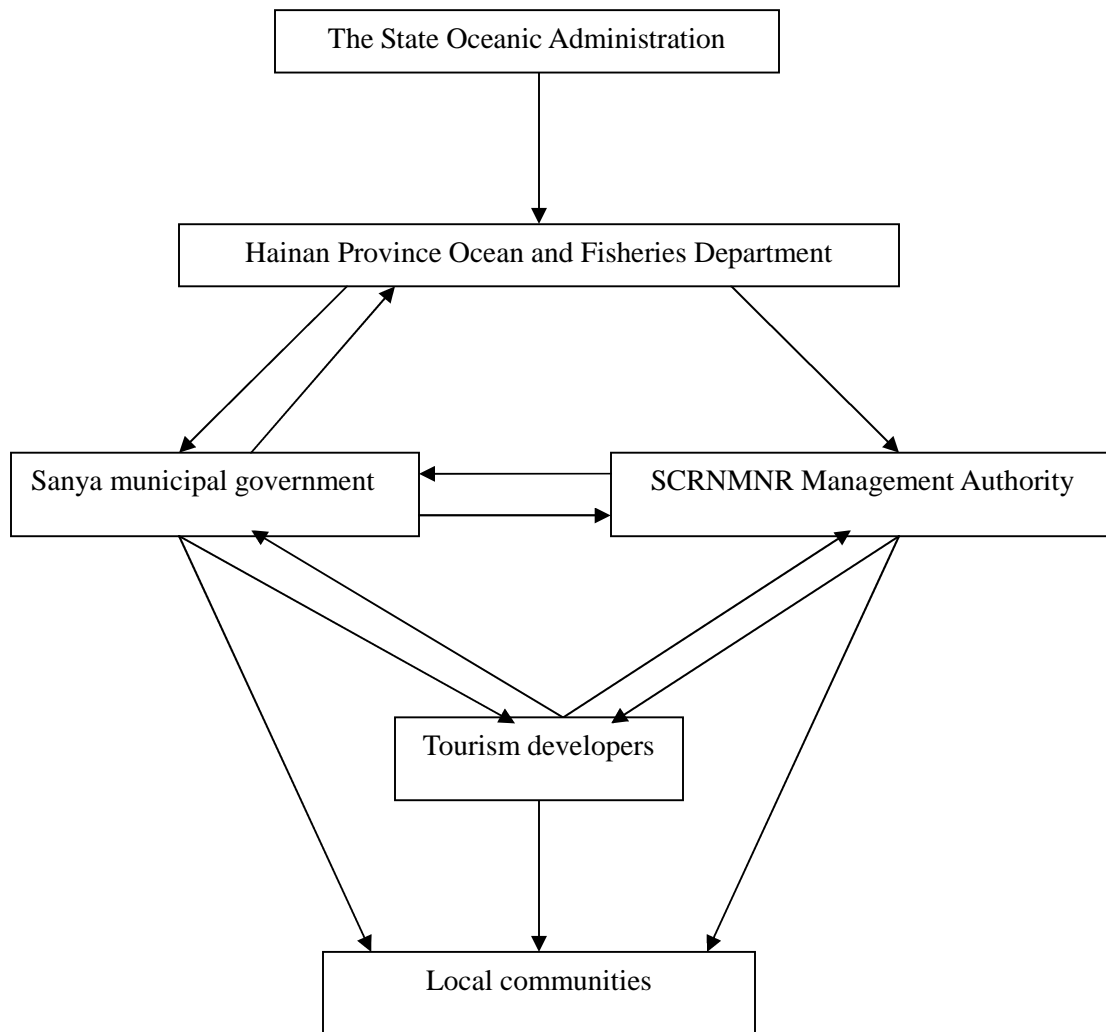 The State Oceanic Administration
Hainan Province Ocean and Fisheries Department
Sanya municipal government
SCRNMNR Management Authority
Tourism developers
Local communities